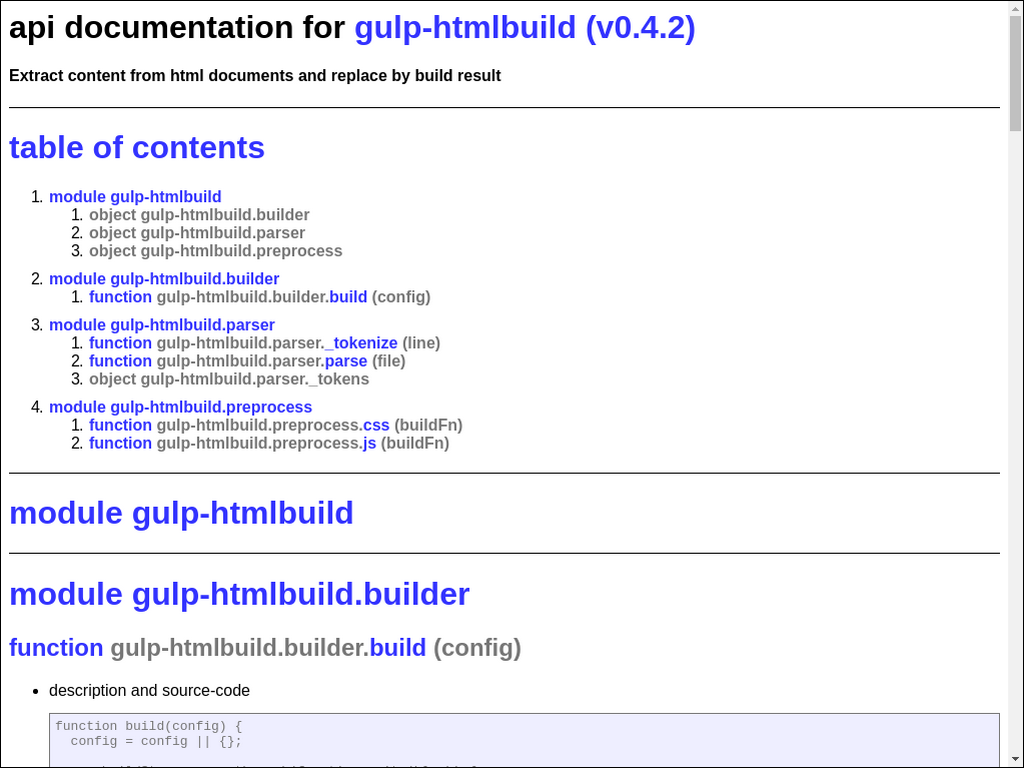 api documentation for gulp-htmlbuild (v0.4.2)
Extract content from html documents and replace by build result
table of contents
1. module gulp-htmlbuild
1. object gulp-htmlbuild.builder
2. object gulp-htmlbuild.parser
3. object gulp-htmlbuild.preprocess
2. module gulp-htmlbuild.builder
1. function gulp-htmlbuild.builder.build (config)
3. module gulp-htmlbuild.parser
1. function gulp-htmlbuild.parser._tokenize (line)
2. function gulp-htmlbuild.parser.parse (file)
3. object gulp-htmlbuild.parser._tokens
4. module gulp-htmlbuild.preprocess
1. function gulp-htmlbuild.preprocess.css (buildFn)
2. function gulp-htmlbuild.preprocess.js (buildFn)
module gulp-htmlbuild
module gulp-htmlbuild.builder
function gulp-htmlbuild.builder.build (config)
• description and source-code
function build(config) {
config = config || {};